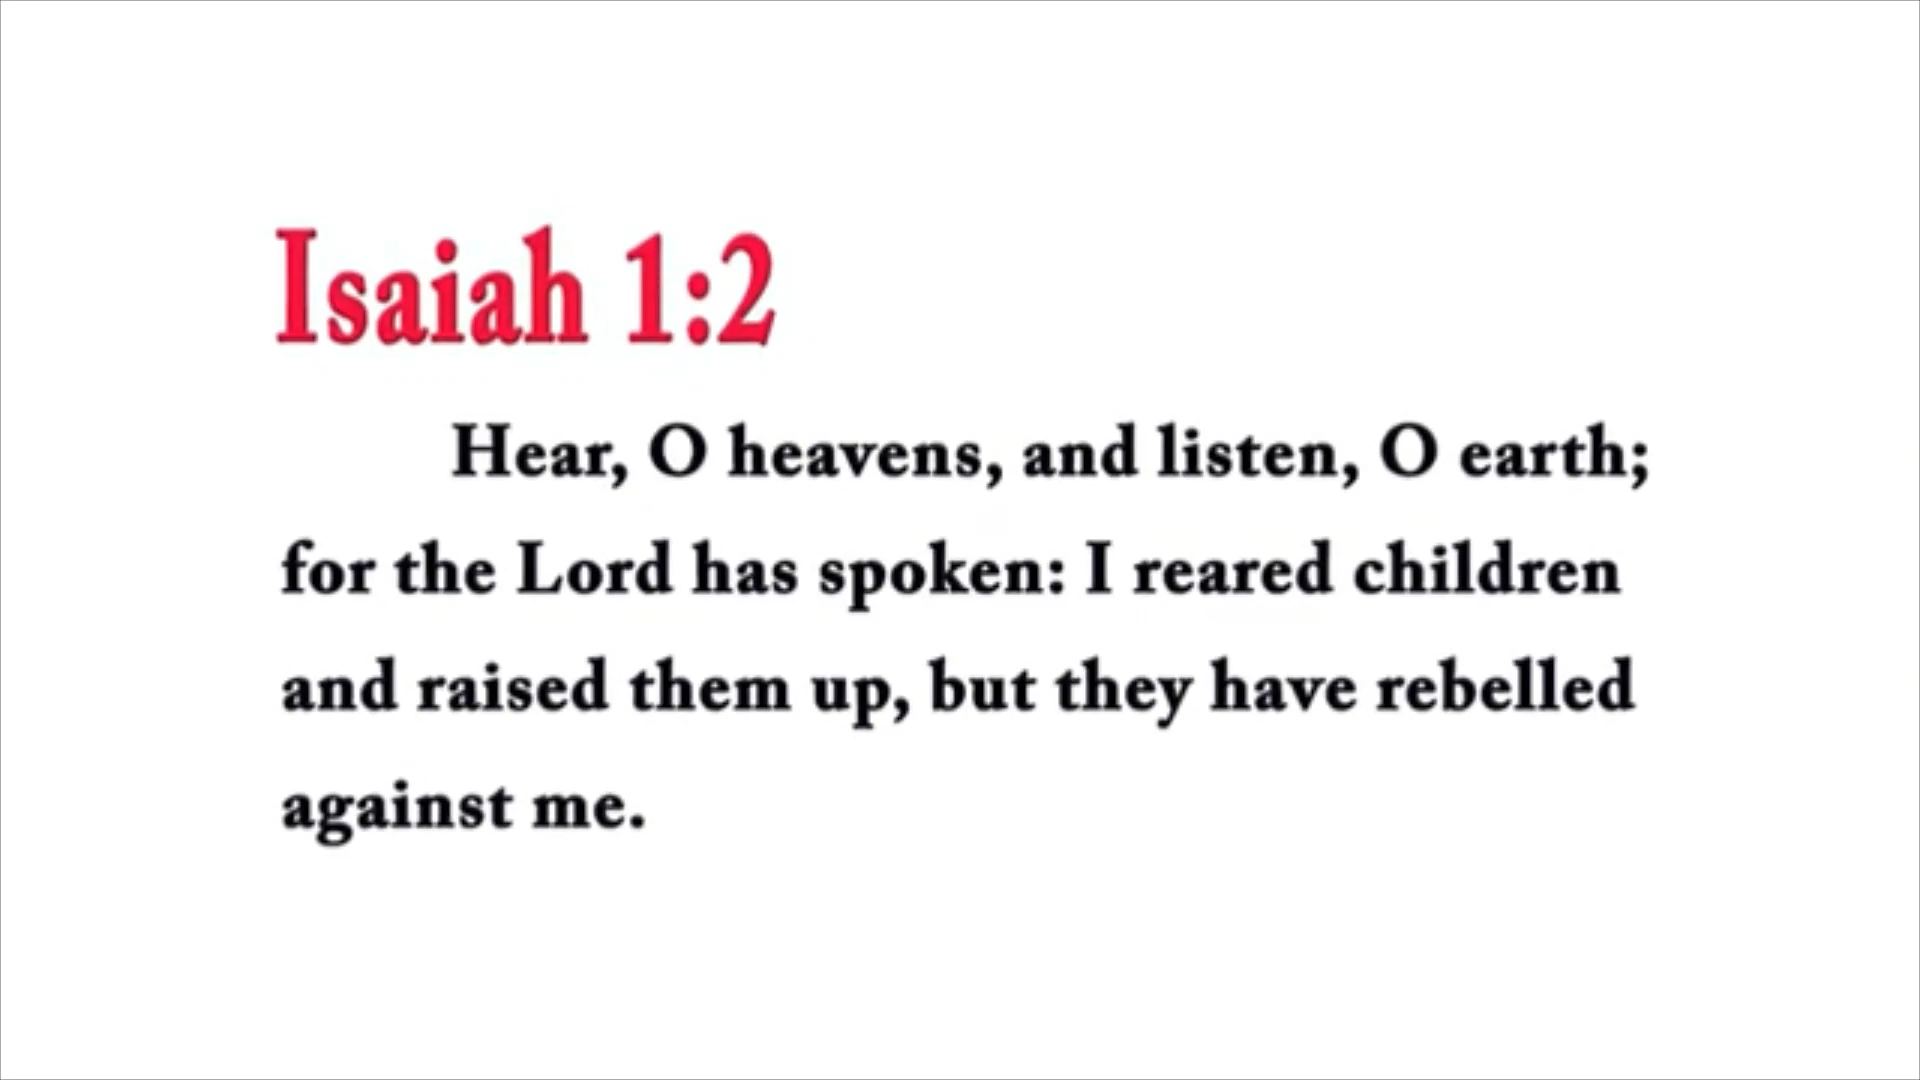 Isaiah 1:2
Hear, O heavens, and listen, O earth;
for the Lord has spoken: I reared children
and raised them up, but they have rebelled
against me.